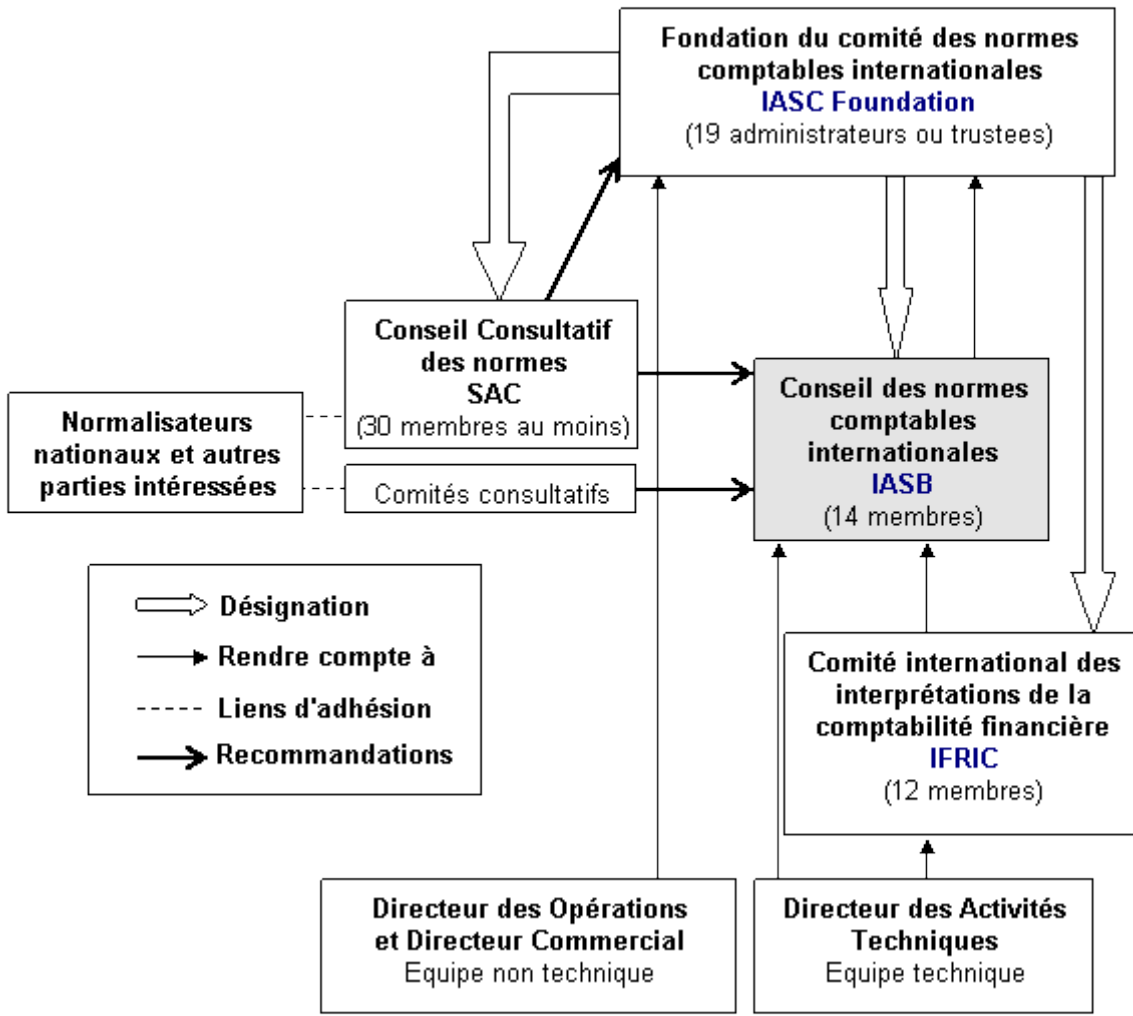 Fondation du comité des normes
comptables internationales
IASC Foundation
(19 administrateurs ou trustees)
Conseil Consultatif
des normes
SAC
(30 membres au moins)
Normalisateurs
nationaux et autres
parties intéressées
Comités consultatifs
Conseil des normes
comptables
internationales
IASB
(14 membres)
Désignation
Rendre compte à
Liens d'adhésion
Recommandations
Comité international des
interprétations de la
comptabilité financière
IFRIC
(12 membres)
Directeur des Opérations
et Directeur Commercial
Equipe non technique
Directeur des Activités
Techniques
Equipe technique